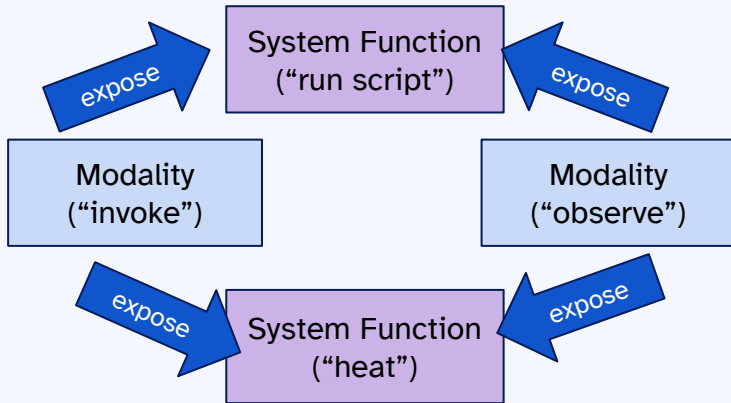 System Function
(“run script”)
expose
expose
Modality
(“invoke”)
Modality
(“observe”)
expose
expose
System Function
(“heat”)